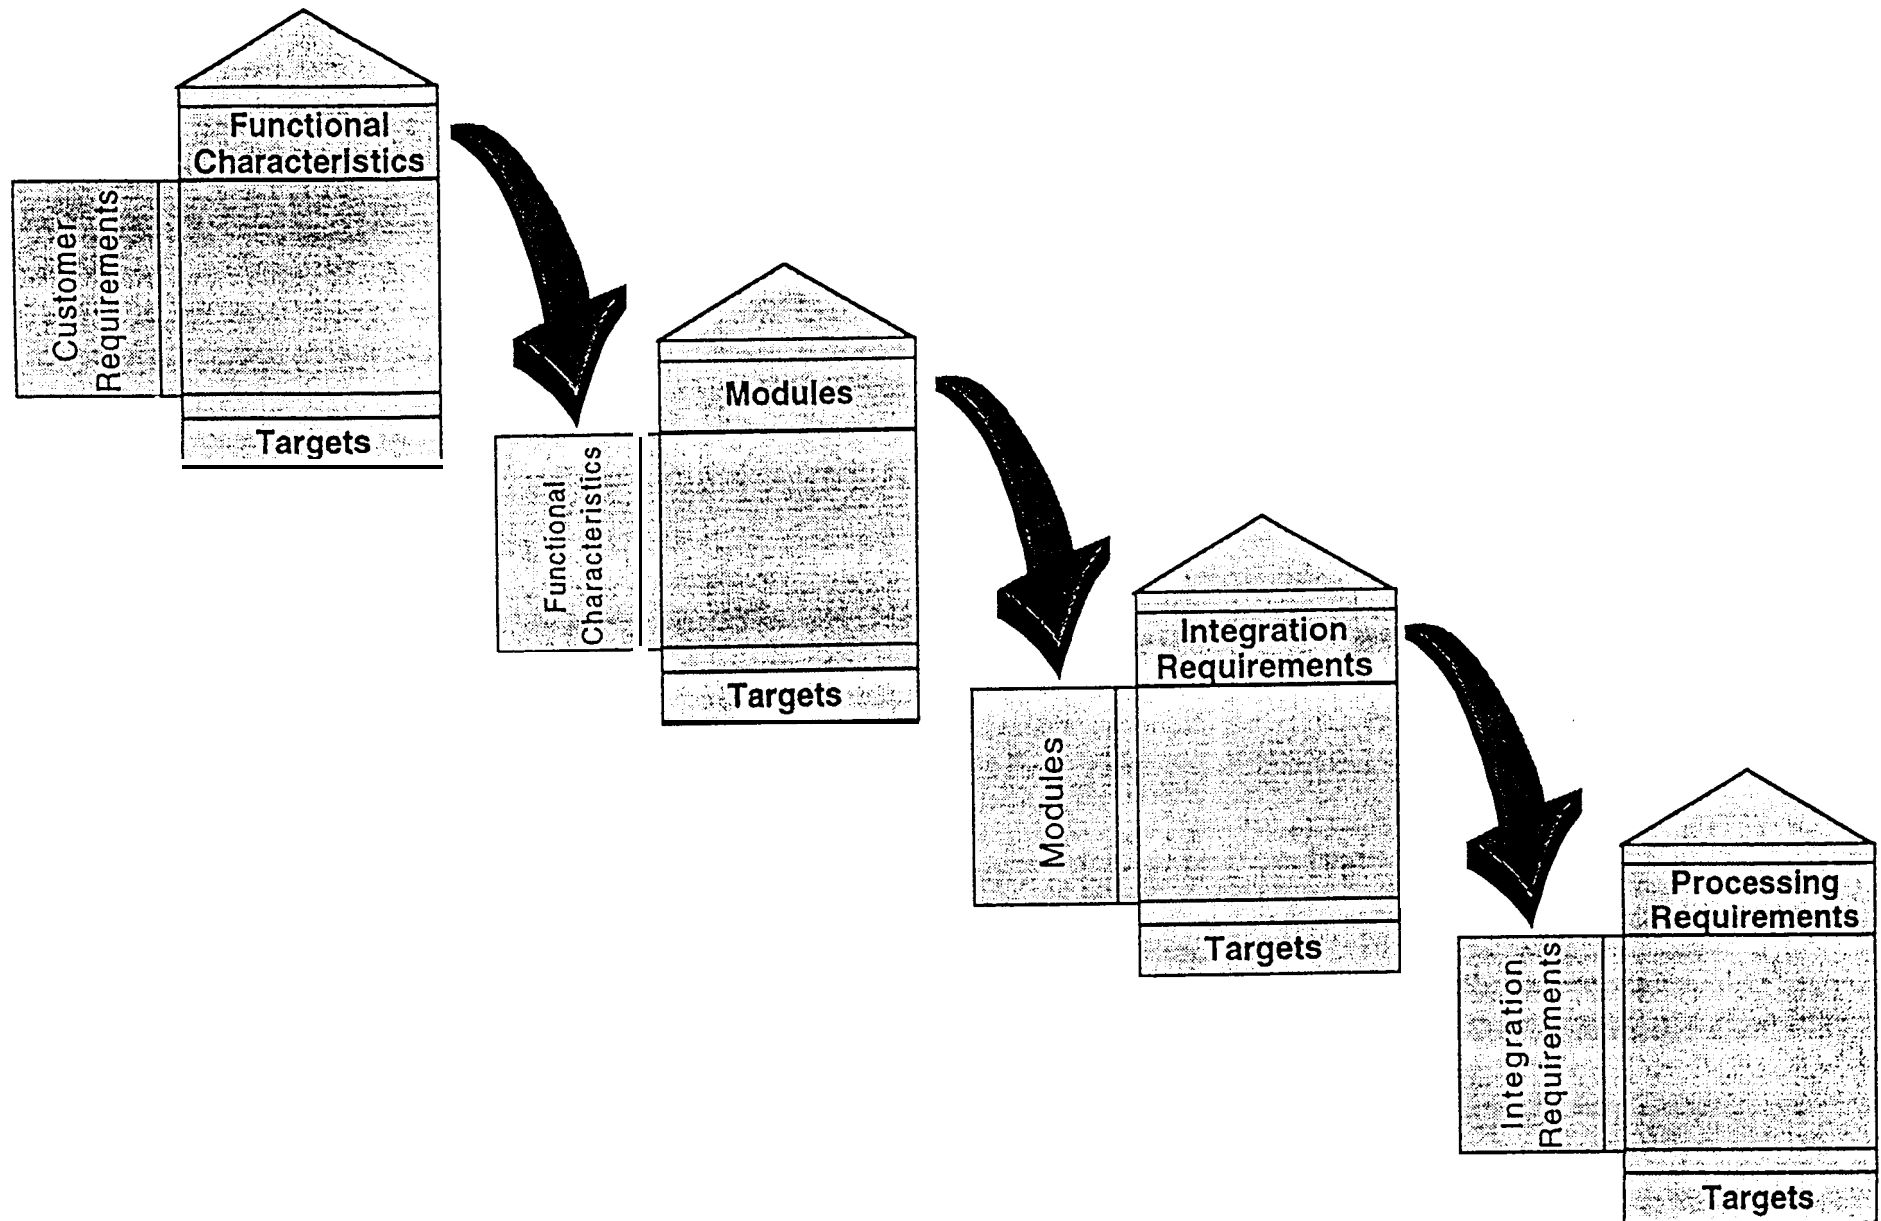 Functional
Characteristics
Customer
Requirements
Targets
Modules
Functional
Characteristics
Targets
Integration
Requirements
Modules
Targets
Processing
Requirements
Integration
Requirements
Targets